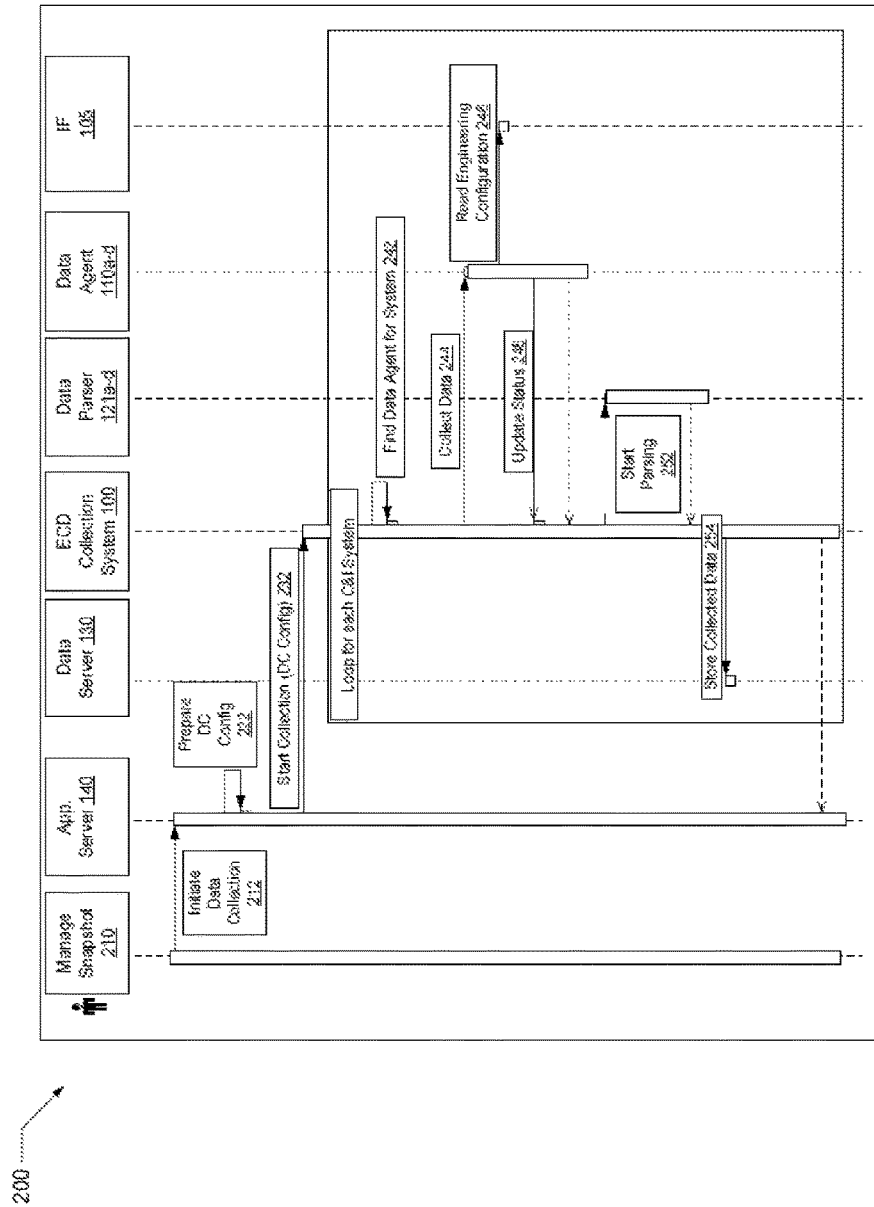 200
Manage
Snapshot
210
App.
Server 140
Data
Server 130
ECD
Collection
System 100
Data
Parser
121a-d
Data
Agent
110a-d
IF
105
Initiate
Data
Collection
212
Prepare
DC
Config
222
Start Collection (DC Config) 232
Loop for each C&I System
Find Data Agent for System 242
Collect Data 244
Read Engineering
Configuration 246
Update Status 248
Start
Parsing
252
Store Collected Data 254